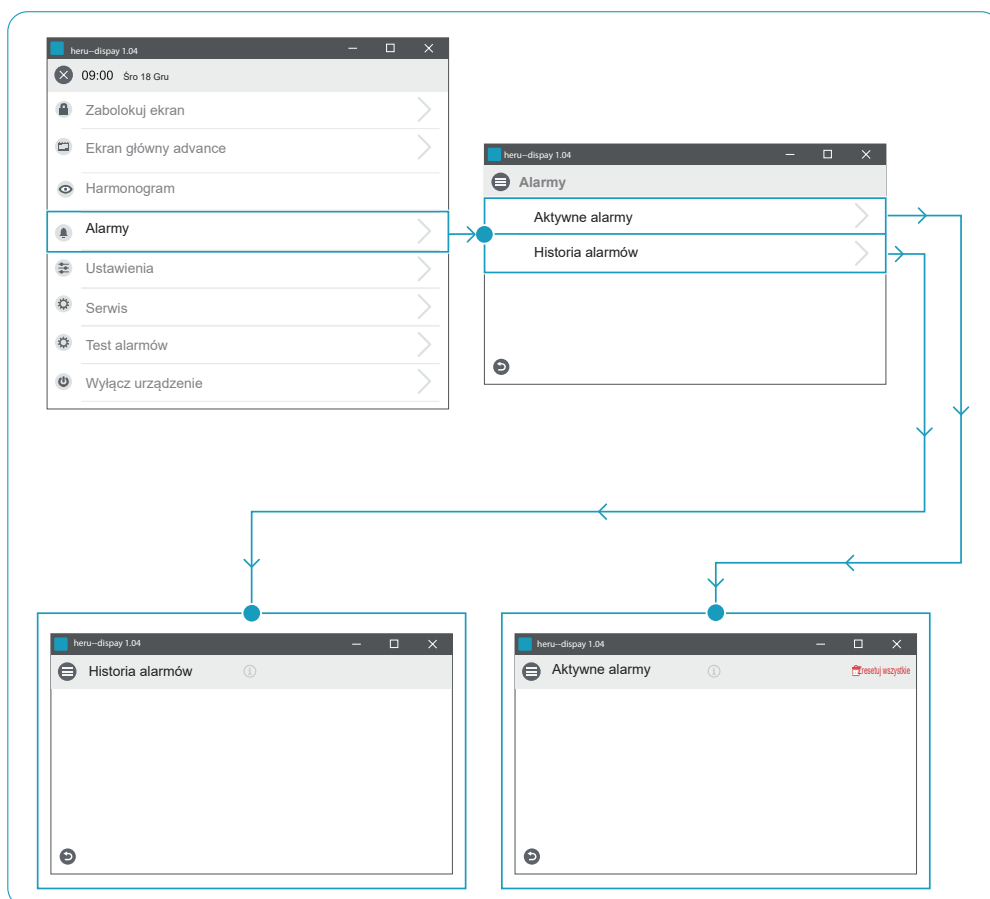 heru--dispay 1.04
09:00 Śro 18 Gru
Zabolokuj ekran
Ekran główny advance
Harmonogram
Alarmy
Ustawienia
Serwis
Test alarmów
Wyłącz urządzenie
heru--dispay 1.04
Alarmy
Aktywne alarmy
Historia alarmów
heru--dispay 1.04
Historia alarmów
heru--dispay 1.04
Aktywne alarmy
Zresetuj wszystkie